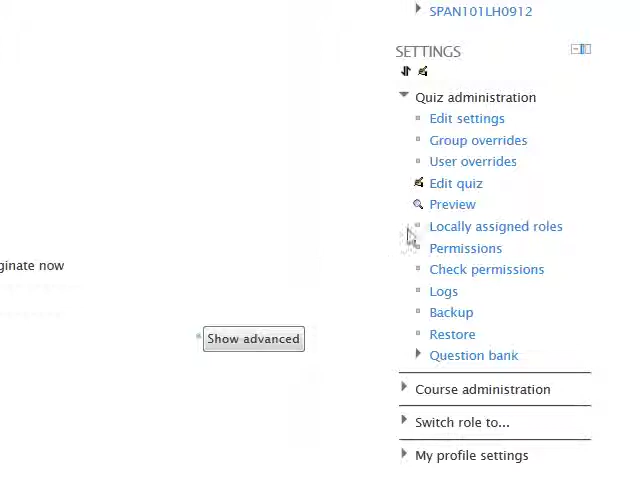 SPAN101LH0912
SETTINGS
Quiz administration
Edit settings
Group overrides
User overrides
Edit quiz
Preview
Locally assigned roles
Permissions
ginate now
Check permissions
Logs
Backup
Restore
Show advanced
Question bank
Course administration
Switch role to...
My profile settings